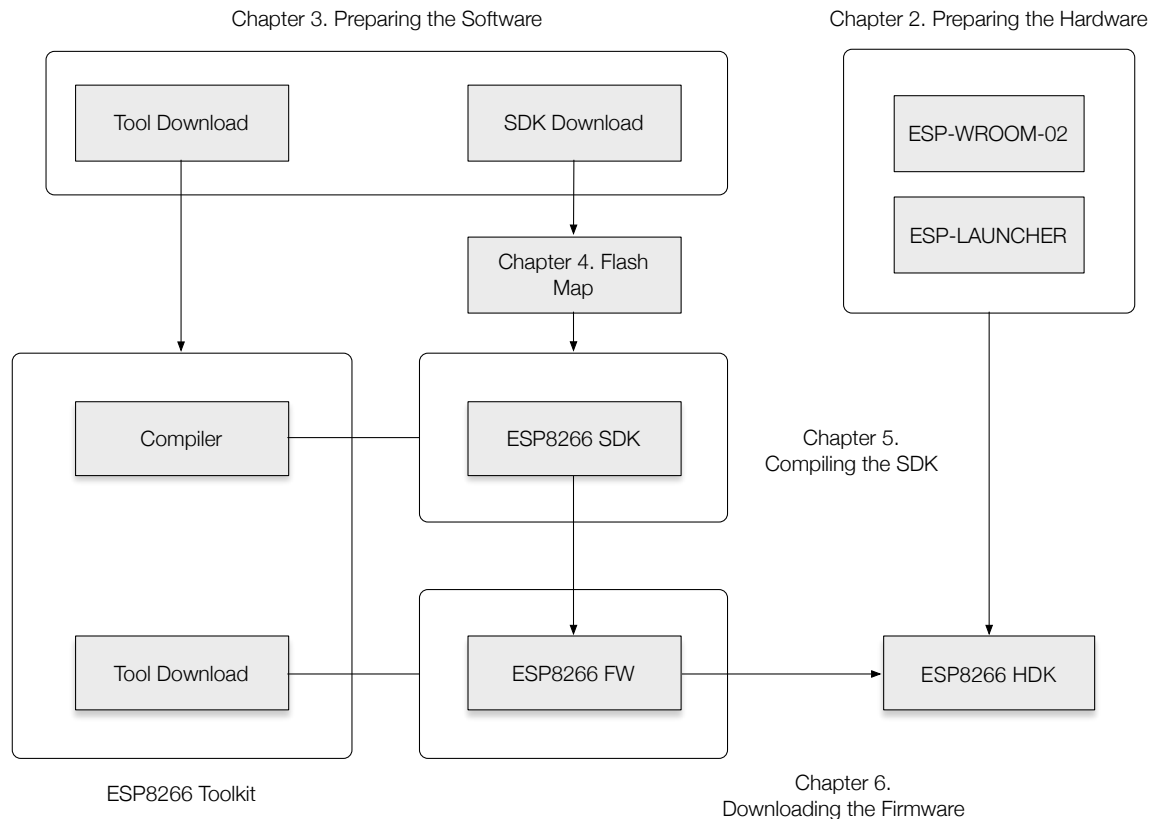 Chapter 3. Preparing the Software
Chapter 2. Preparing the Hardware
Tool Download
SDK Download
ESP-WROOM-02
ESP-LAUNCHER
Chapter 4. Flash
Map
Compiler
ESP8266 SDK
Chapter 5.
Compiling the SDK
Tool Download
ESP8266 FW
ESP8266 HDK
ESP8266 Toolkit
Chapter 6.
Downloading the Firmware